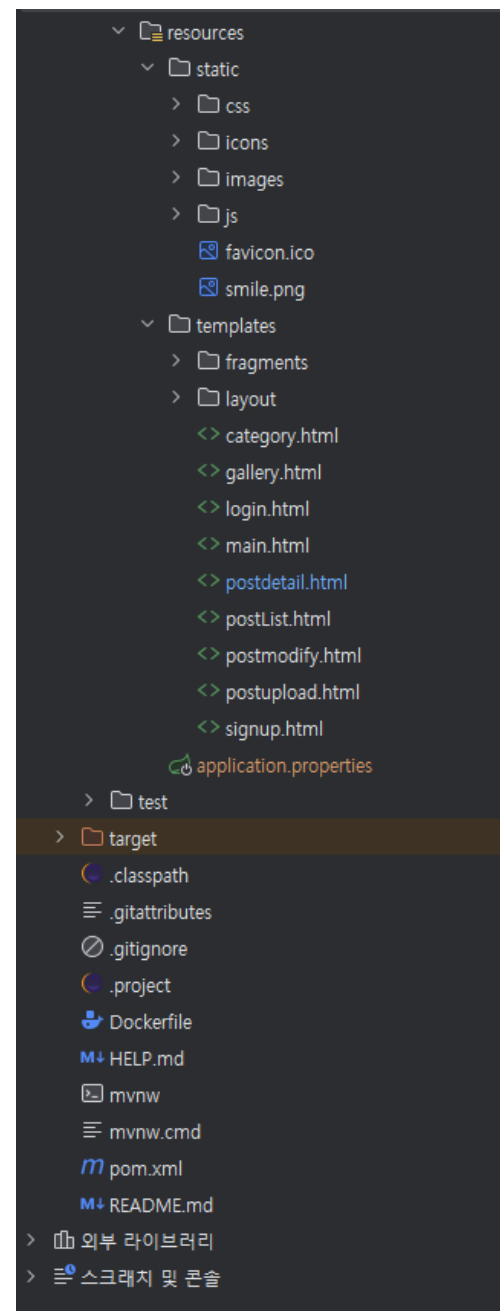 resources
static
css
icons
images
js
favicon.ico
smile.png
templates
fragments
layout
<> category.html
<> gallery.html
<> login.html
<> main.html
<> postdetail.html
<> postList.html
<> postmodify.html
<> postupload.html
<> signup.html
application.properties
test
target
.classpath
.gitattributes
.gitignore
.project
Dockerfile
M↓ HELP.md
mvnw
mvnw.cmd
m pom.xml
M↓ README.md
외부 라이브러리
스크래치 및 콘솔